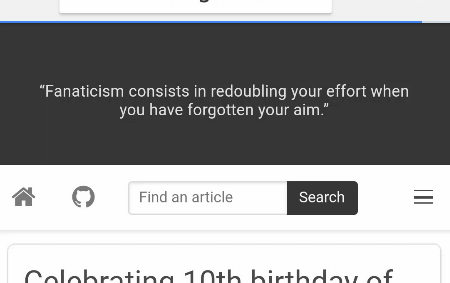 “Fanaticism consists in redoubling your effort when
you have forgotten your aim.”
Find an article
Search
Celebrating 10th birthday of